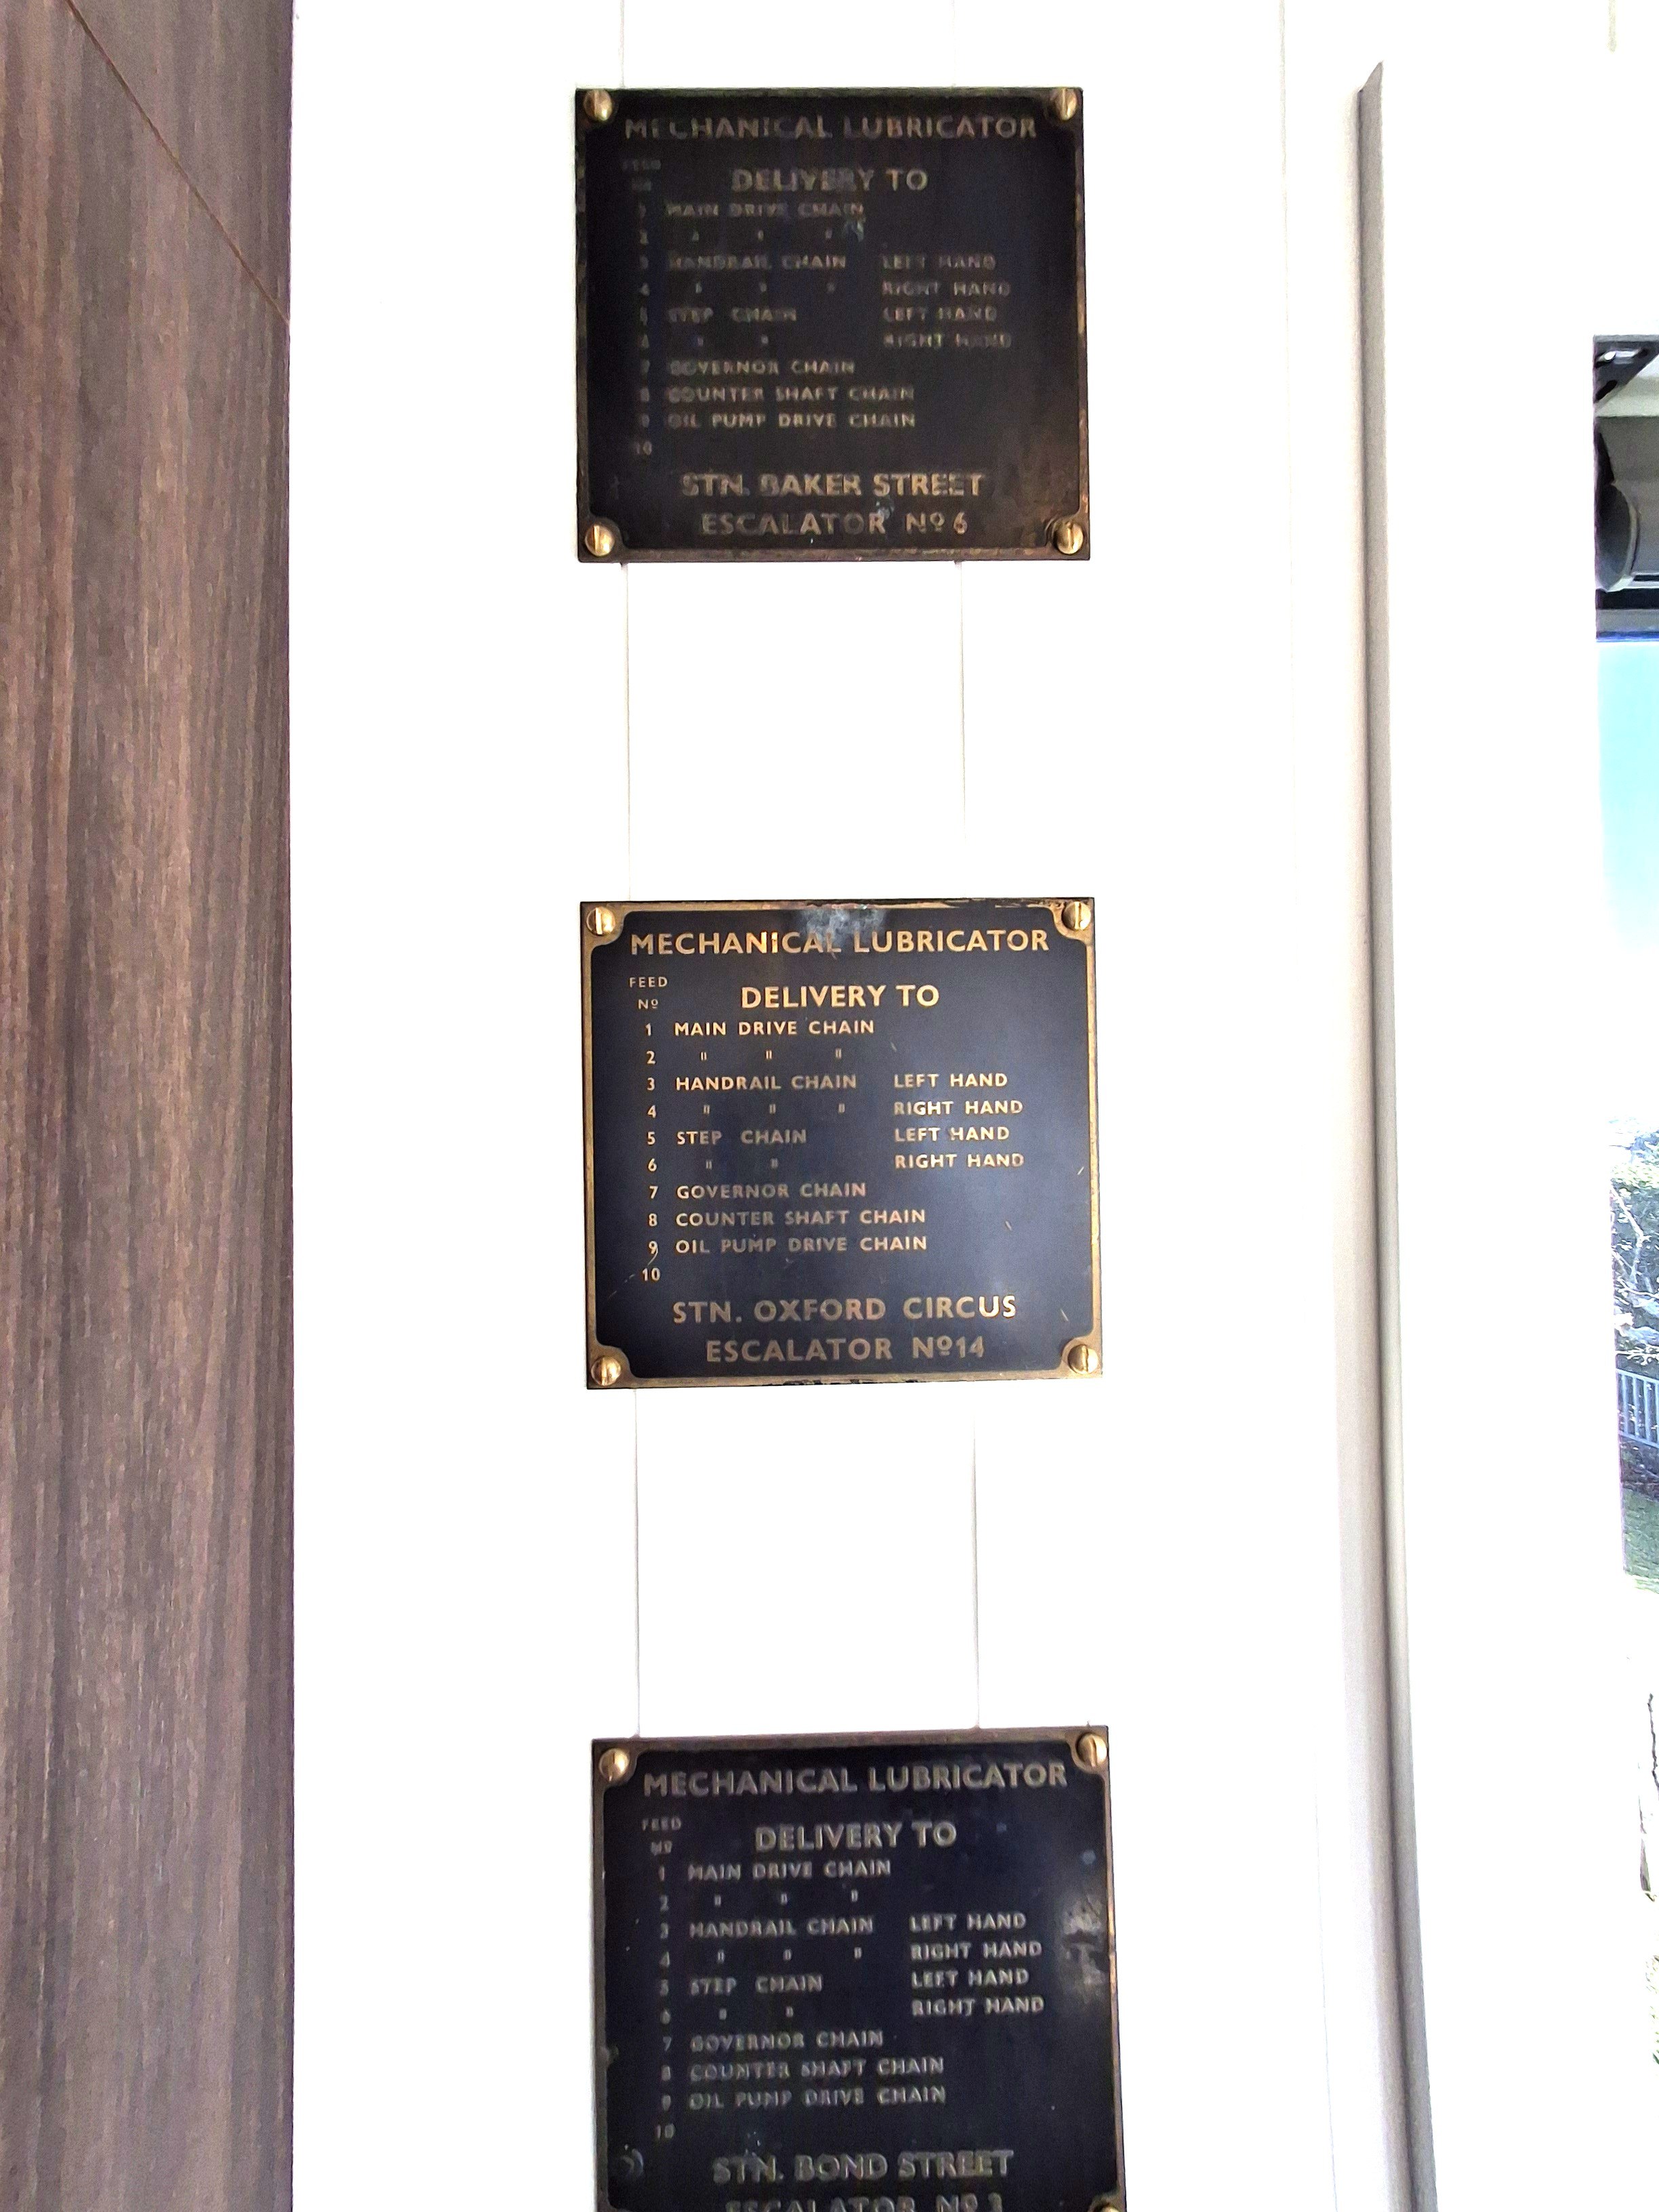 MECHANICAL LUBRICATOR
FEED
Nº
DELIVERY TO
1 MAIN DRIVE CHAIN
2 " " "
3 HANDRAIL CHAIN LEFT HAND
4 " " " RIGHT HAND
5 STEP CHAIN LEFT HAND
6 " " RIGHT HAND
7 GOVERNOR CHAIN
8 COUNTER SHAFT CHAIN
9 OIL PUMP DRIVE CHAIN
10
STN. BAKER STREET
ESCALATOR Nº 6
MECHANICAL LUBRICATOR
FEED
Nº
DELIVERY TO
1 MAIN DRIVE CHAIN
2 " " "
3 HANDRAIL CHAIN LEFT HAND
4 " " " RIGHT HAND
5 STEP CHAIN LEFT HAND
6 " " RIGHT HAND
7 GOVERNOR CHAIN
8 COUNTER SHAFT CHAIN
9 OIL PUMP DRIVE CHAIN
10
STN. OXFORD CIRCUS
ESCALATOR Nº 14
MECHANICAL LUBRICATOR
FEED
Nº
DELIVERY TO
1 MAIN DRIVE CHAIN
2 " " "
3 HANDRAIL CHAIN LEFT HAND
4 " " " RIGHT HAND
5 STEP CHAIN LEFT HAND
6 " " RIGHT HAND
7 GOVERNOR CHAIN
8 COUNTER SHAFT CHAIN
9 OIL PUMP DRIVE CHAIN
10
STN. BOND STREET
ESCALATOR Nº